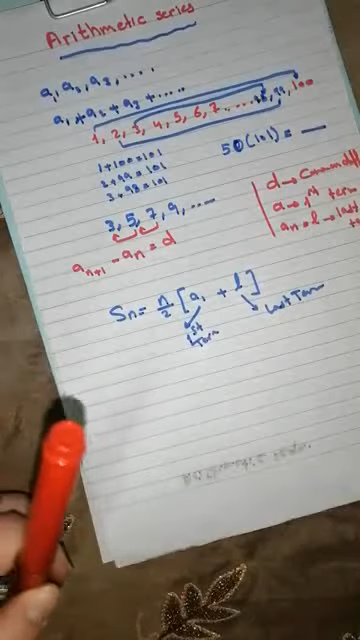 Arithmetic series
a, a₂, a₃, ....
a₁ + a₂ + a₃ + .....
1, 2, 3, 4, 5, 6, 7, ....., 98, 99, 100
1+100=101
2+99=101
3+98=101
50(101) =
3, 5, 7, 9, .....
aₙ₊₁ - aₙ = d
d → Common diff
a → 1st term
aₙ = l → last
Sₙ = n/2 [a₁ + l]
1st Term
Last Term